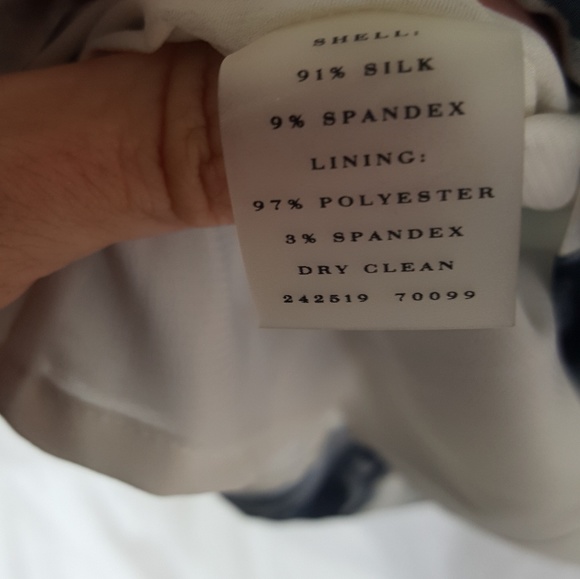 SHELL:
91% SILK
9% SPANDEX
LINING:
97% POLYESTER
3% SPANDEX
DRY CLEAN
242519 70099